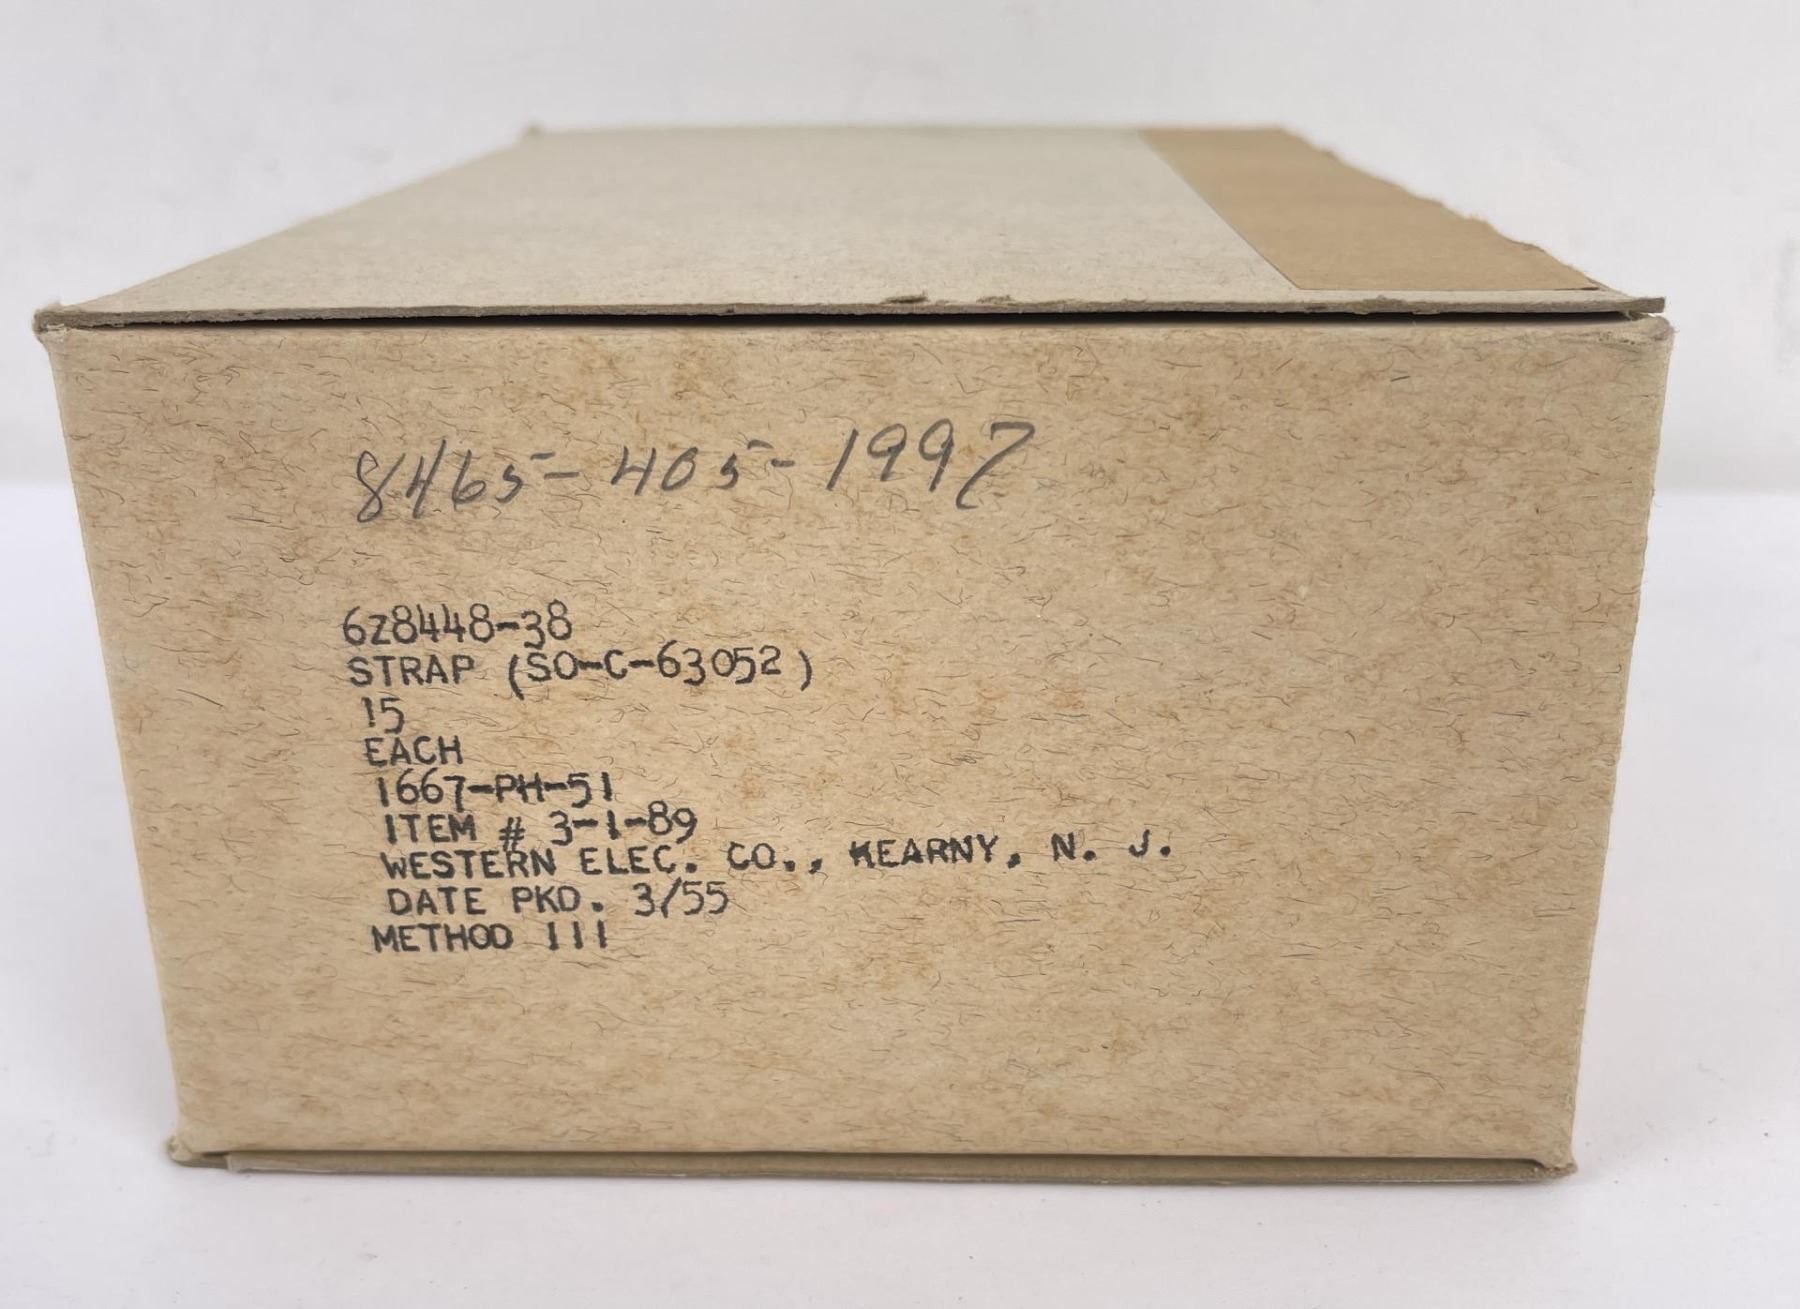 8465-405-1997
6Z8448-38
STRAP (SO-C-63052)
15
EACH
1667-PH-51
ITEM # 3-1-89
WESTERN ELEC. CO., KEARNY, N. J.
DATE PKD. 3/55
METHOD III